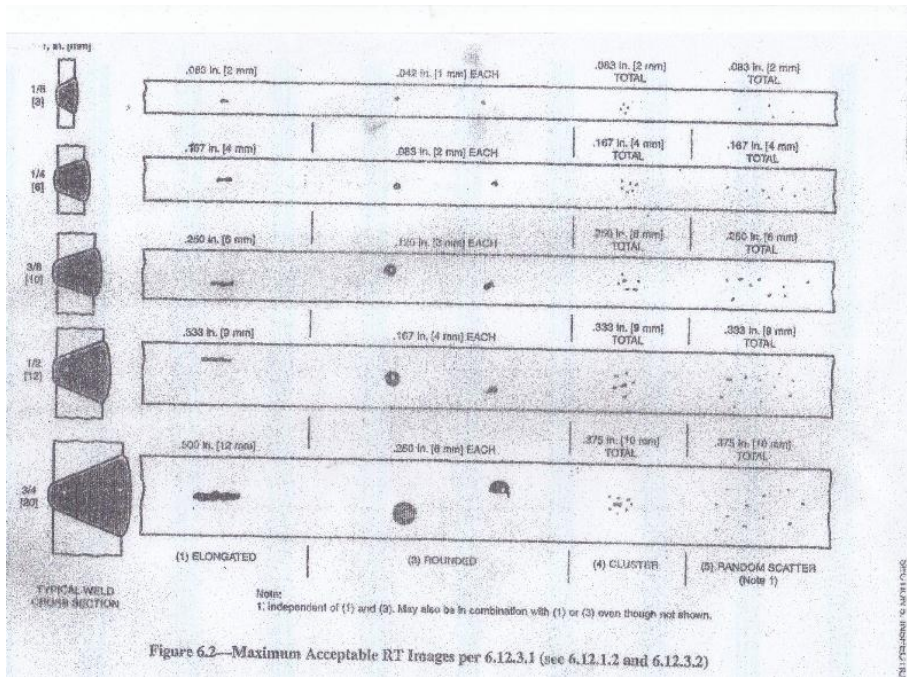 T, in. [mm]
.083 in. [2 mm] .042 in. [1 mm] EACH .083 in. [2 mm] TOTAL .083 in. [2 mm] TOTAL
1/8 [3]
.167 in. [4 mm] .083 in. [2 mm] EACH .167 in. [4 mm] TOTAL .167 in. [4 mm] TOTAL
1/4 [6]
.250 in. [6 mm] .125 in. [3 mm] EACH .250 in. [6 mm] TOTAL .250 in. [6 mm] TOTAL
3/8 [10]
.333 in. [9 mm] .167 in. [4 mm] EACH .333 in. [9 mm] TOTAL .333 in. [9 mm] TOTAL
1/2 [12]
.500 in. [12 mm] .250 in. [6 mm] EACH .375 in. [10 mm] TOTAL .375 in. [10 mm] TOTAL
3/4 [20]
(1) ELONGATED (3) ROUNDED (4) CLUSTER (5) RANDOM SCATTER (Note 1)
TYPICAL WELD CROSS SECTION
Note:
1. Independent of (1) and (3). May also be in combination with (1) or (3) even though not shown.
Figure 6.2—Maximum Acceptable RT Images per 6.12.3.1 (see 6.12.1.2 and 6.12.3.2)